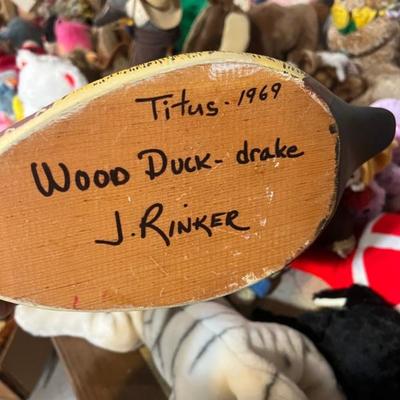 Titus - 1969
WOOD DUCK - drake
J. RINKER